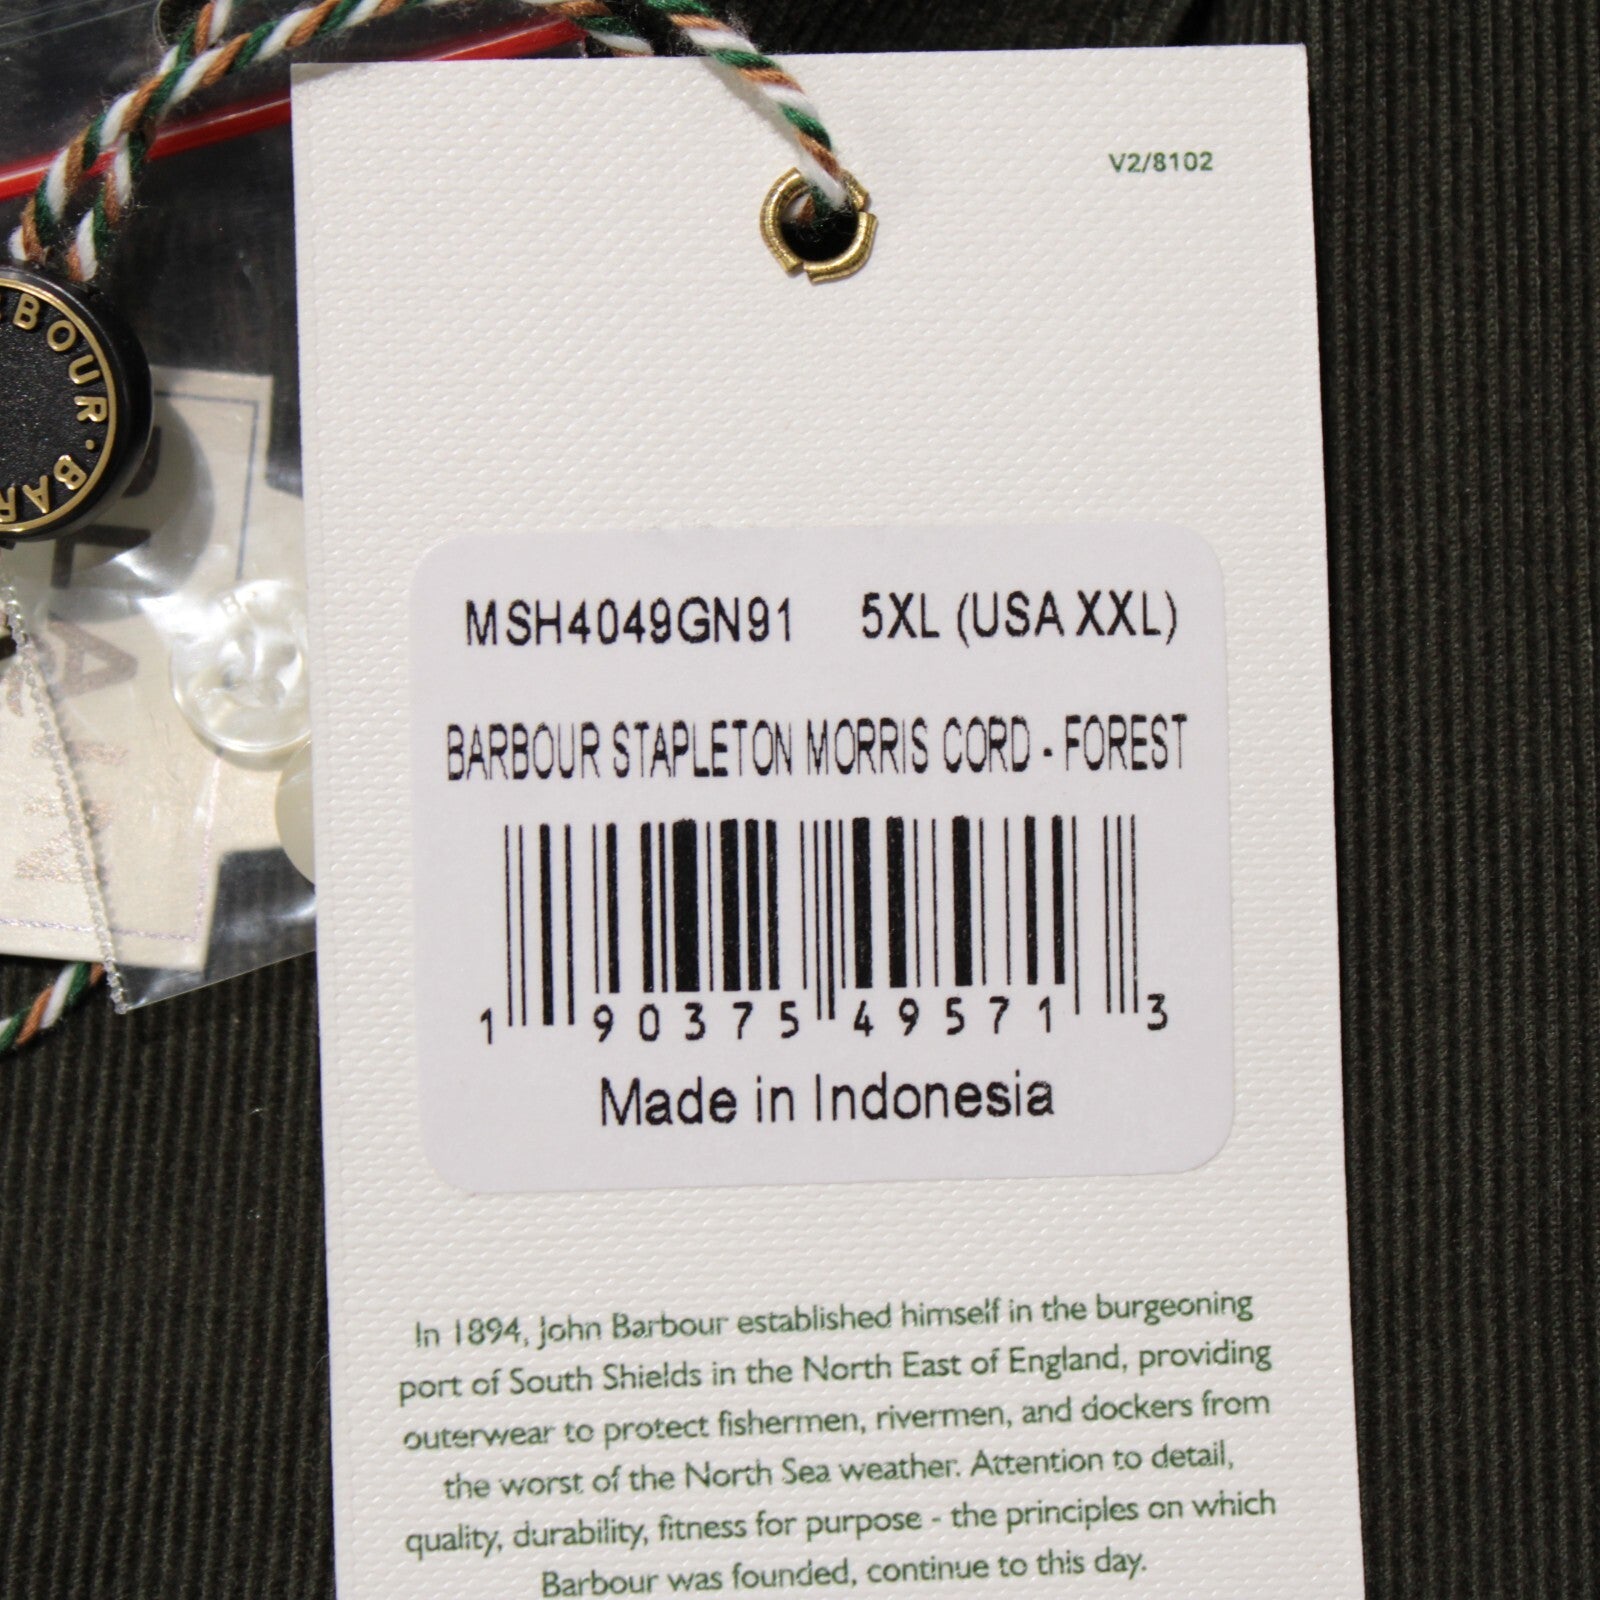 V2/8102
BOUR · BAR
MSH4049GN91 5XL (USA XXL)
BARBOUR STAPLETON MORRIS CORD - FOREST
1 90375 49571 3
Made in Indonesia
In 1894, John Barbour established himself in the burgeoning
port of South Shields in the North East of England, providing
outerwear to protect fishermen, rivermen, and dockers from
the worst of the North Sea weather. Attention to detail,
quality, durability, fitness for purpose - the principles on which
Barbour was founded, continue to this day.